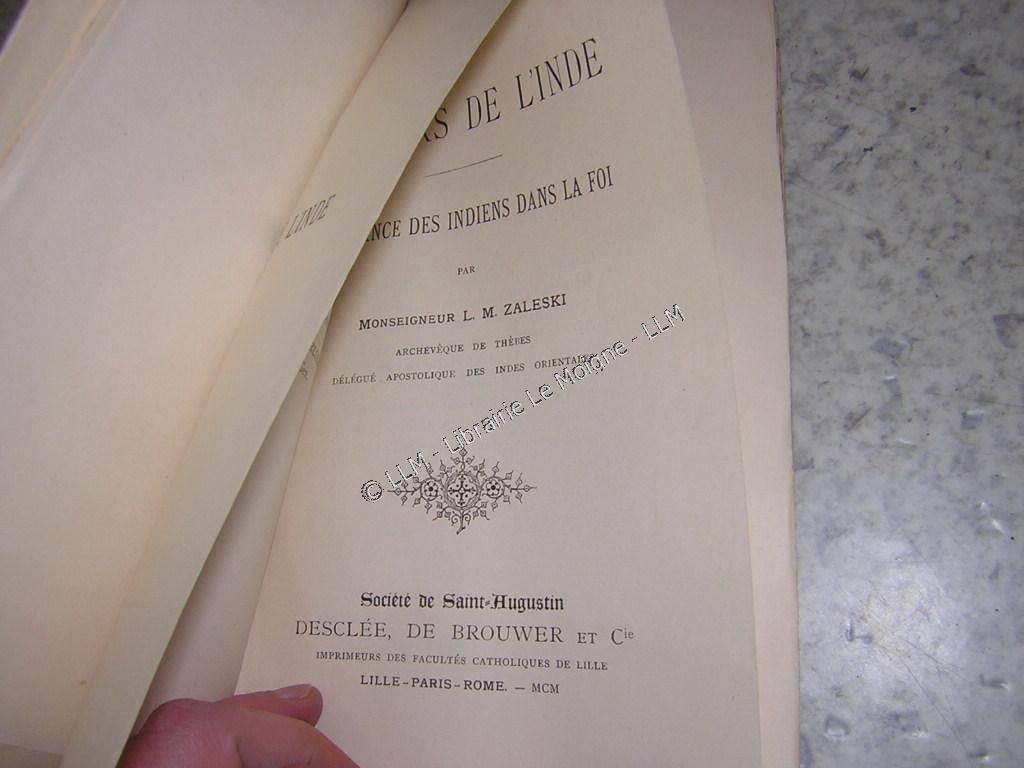 DE L'INDE
L'INDE
DES INDIENS DANS LA FOI
PAR
MONSEIGNEUR L. M. ZALESKI
ARCHEVÊQUE DE THÈBES
DÉLÉGUÉ APOSTOLIQUE DES INDES ORIENTALES
© LLM - Librairie Le Moigne - LLM
Société de Saint-Augustin
DESCLÉE, DE BROUWER ET Cie
IMPRIMEURS DES FACULTÉS CATHOLIQUES DE LILLE
LILLE-PARIS-ROME. — MCM